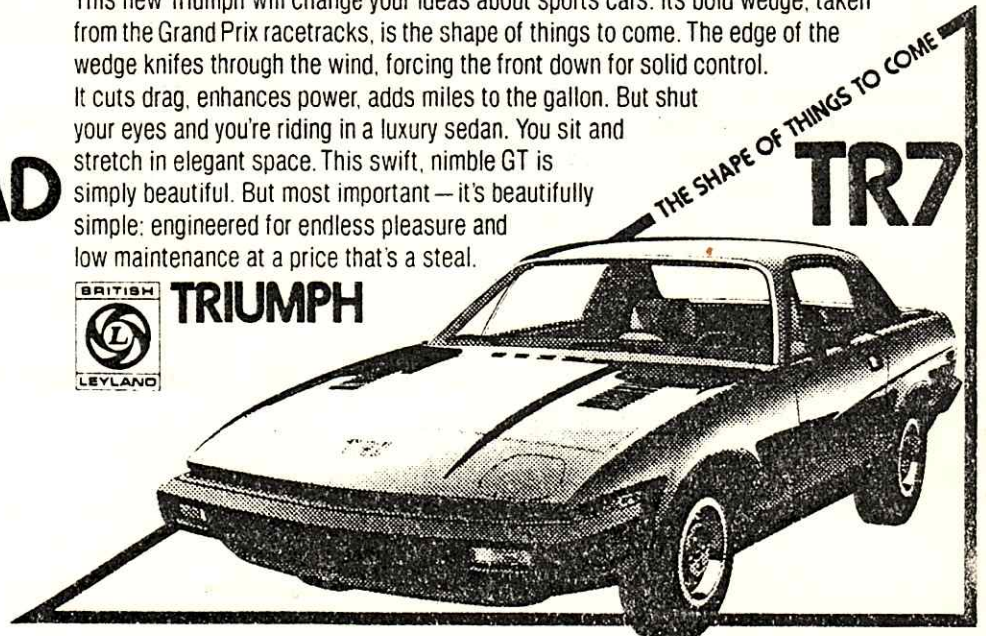 This new Triumph will change your ideas about sports cars. Its bold wedge, taken
from the Grand Prix racetracks, is the shape of things to come. The edge of the
wedge knifes through the wind, forcing the front down for solid control.
It cuts drag, enhances power, adds miles to the gallon. But shut
your eyes and you're riding in a luxury sedan. You sit and
stretch in elegant space. This swift, nimble GT is
simply beautiful. But most important — it's beautifully
simple: engineered for endless pleasure and
low maintenance at a price that's a steal.
THE SHAPE OF THINGS TO COME
TR7
BRITISH
L
LEYLAND
TRIUMPH